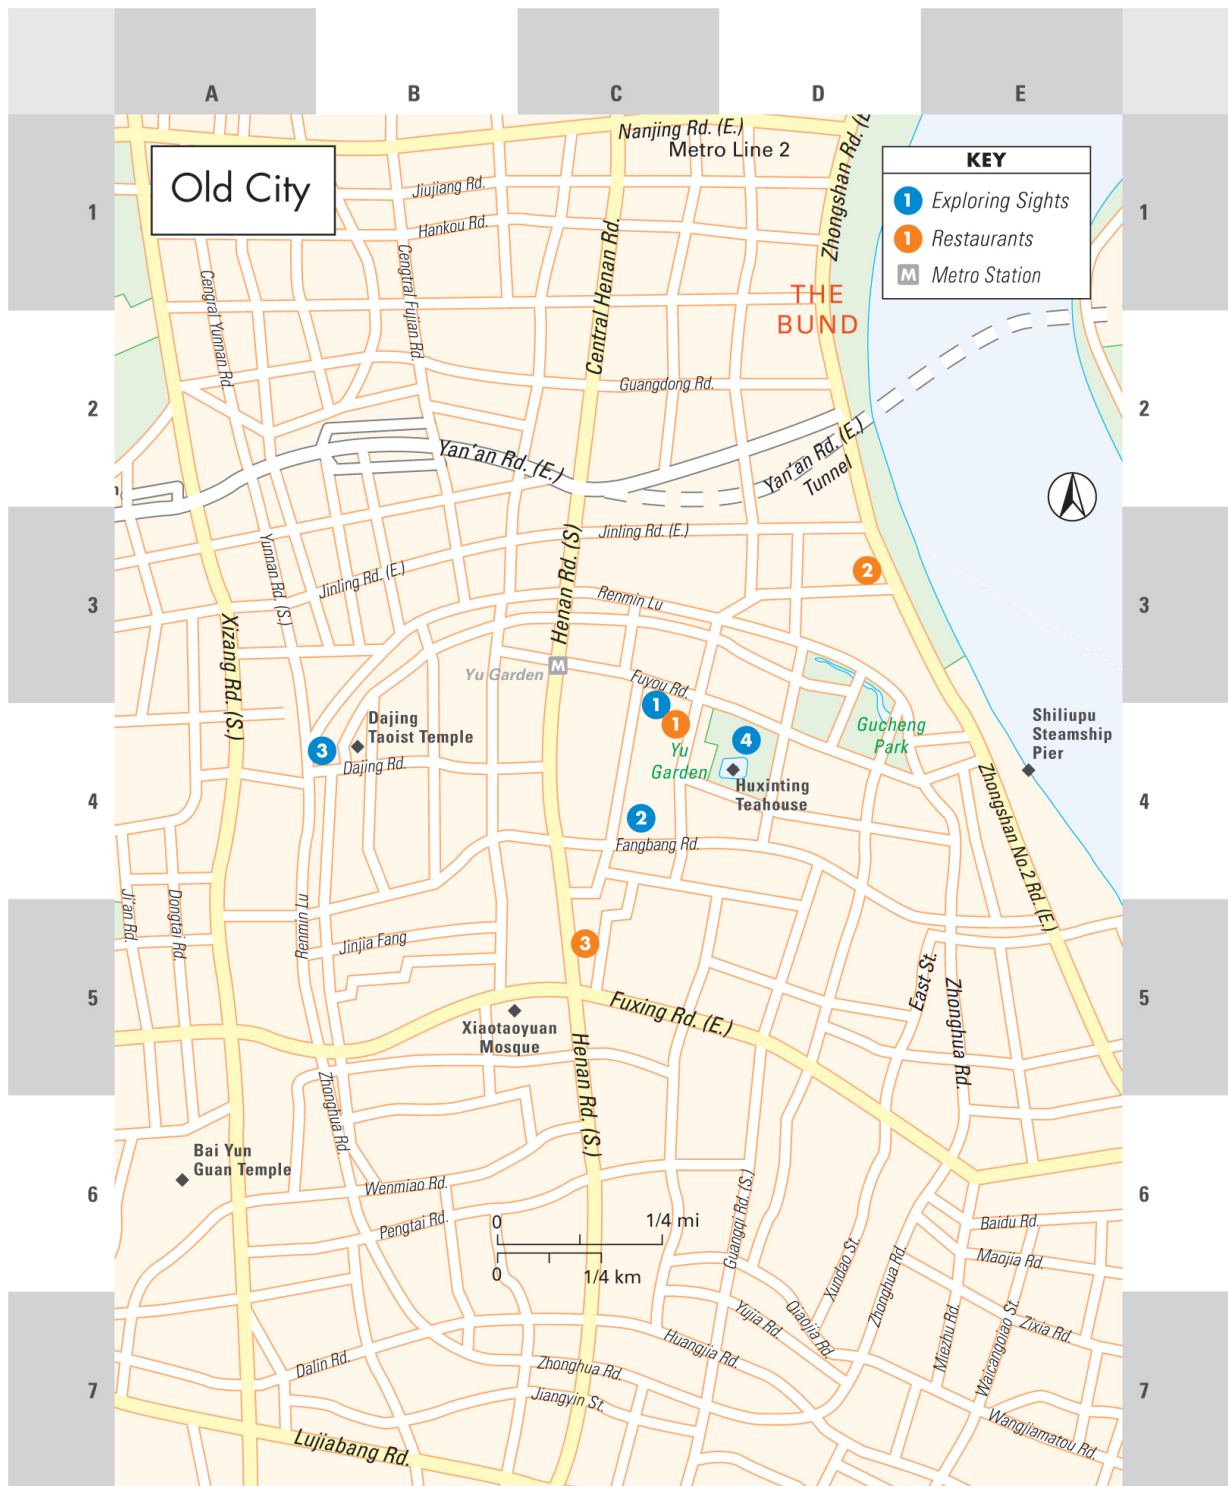 A B C D E
1
2
3
4
5
6
7
1
2
3
4
5
6
7
Old City
KEY
1 Exploring Sights
1 Restaurants
M Metro Station
Nanjing Rd. (E.)
Metro Line 2
Zhongshan Rd. (E
Jiujiang Rd.
Hankou Rd.
Cengral Yunnan Rd.
Cengtral Fujian Rd.
Central Henan Rd.
THE
BUND
Guangdong Rd.
Yan'an Rd. (E.)
Yan'an Rd. (E.)
Tunnel
Jinling Rd. (E.)
Yunnan Rd. (S.)
Jinling Rd. (E.)
Henan Rd. (S)
2
Renmin Lu
Xizang Rd. (S.)
Yu Garden
M
Fuyou Rd.
1
1
Yu
Garden
4
Huxinting
Teahouse
Gucheng
Park
Shiliupu
Steamship
Pier
3
Dajing
Taoist Temple
Dajing Rd.
2
Fangbang Rd.
Zhongshan No.2 Rd. (E.)
Ji'an Rd.
Dongtai Rd.
Renmin Lu
Jinjia Fang
3
East St.
Zhonghua Rd.
Fuxing Rd. (E.)
Xiaotaoyuan
Mosque
Henan Rd. (S.)
Zhonghua Rd.
Bai Yun
Guan Temple
Wenmiao Rd.
Pengtai Rd.
0 1/4 mi
0 1/4 km
Guangqi Rd. (S.)
Xundao St.
Zhonghua Rd.
Baidu Rd.
Maojia Rd.
Zixia Rd.
Miezhu Rd.
Waicangqiao St.
Qiaojia Rd.
Yujia Rd.
Huangjia Rd.
Zhonghua Rd.
Jiangyin St.
Dalin Rd.
Wangjiamatou Rd.
Lujiabang Rd.